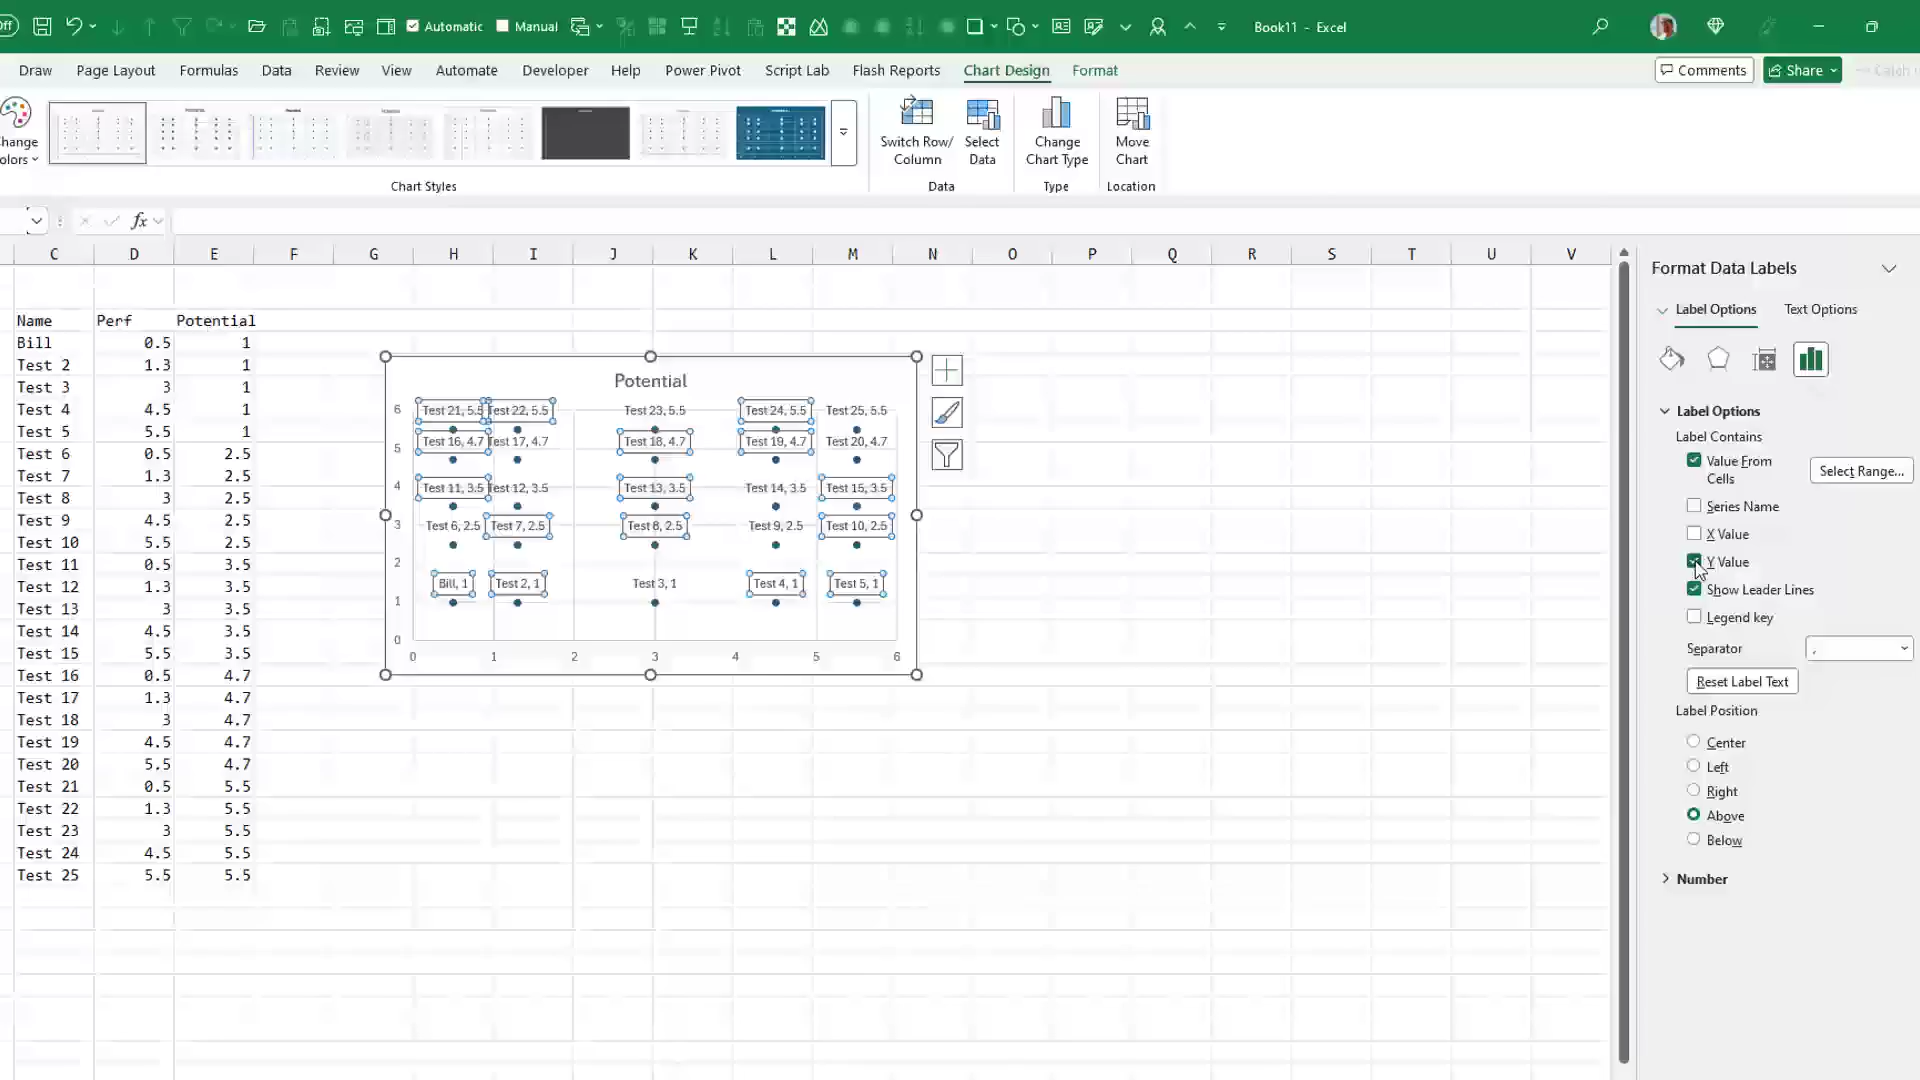 Off Automatic Manual Book11 - Excel
Draw Page Layout Formulas Data Review View Automate Developer Help Power Pivot Script Lab Flash Reports Chart Design Format Comments Share
Switch Row/ Select Change Move
Column Data Chart Type Chart
Chart Styles Data Type Location
fx
C D E F G H I J K L M N O P Q R S T U V
Name Perf Potential
Bill 0.5 1
Test 2 1.3 1
Test 3 3 1
Test 4 4.5 1
Test 5 5.5 1
Test 6 0.5 2.5
Test 7 1.3 2.5
Test 8 3 2.5
Test 9 4.5 2.5
Test 10 5.5 2.5
Test 11 0.5 3.5
Test 12 1.3 3.5
Test 13 3 3.5
Test 14 4.5 3.5
Test 15 5.5 3.5
Test 16 0.5 4.7
Test 17 1.3 4.7
Test 18 3 4.7
Test 19 4.5 4.7
Test 20 5.5 4.7
Test 21 0.5 5.5
Test 22 1.3 5.5
Test 23 3 5.5
Test 24 4.5 5.5
Test 25 5.5 5.5
Potential
6 Test 21, 5.5 Test 22, 5.5 Test 23, 5.5 Test 24, 5.5 Test 25, 5.5
5 Test 16, 4.7 Test 17, 4.7 Test 18, 4.7 Test 19, 4.7 Test 20, 4.7
4 Test 11, 3.5 Test 12, 3.5 Test 13, 3.5 Test 14, 3.5 Test 15, 3.5
3 Test 6, 2.5 Test 7, 2.5 Test 8, 2.5 Test 9, 2.5 Test 10, 2.5
2
Bill, 1 Test 2, 1 Test 3, 1 Test 4, 1 Test 5, 1
1
0
0 1 2 3 4 5 6
Format Data Labels
Label Options Text Options
Label Options
Label Contains
Value From
Cells
Select Range...
Series Name
X Value
Y Value
Show Leader Lines
Legend key
Separator ,
Reset Label Text
Label Position
Center
Left
Right
Above
Below
Number